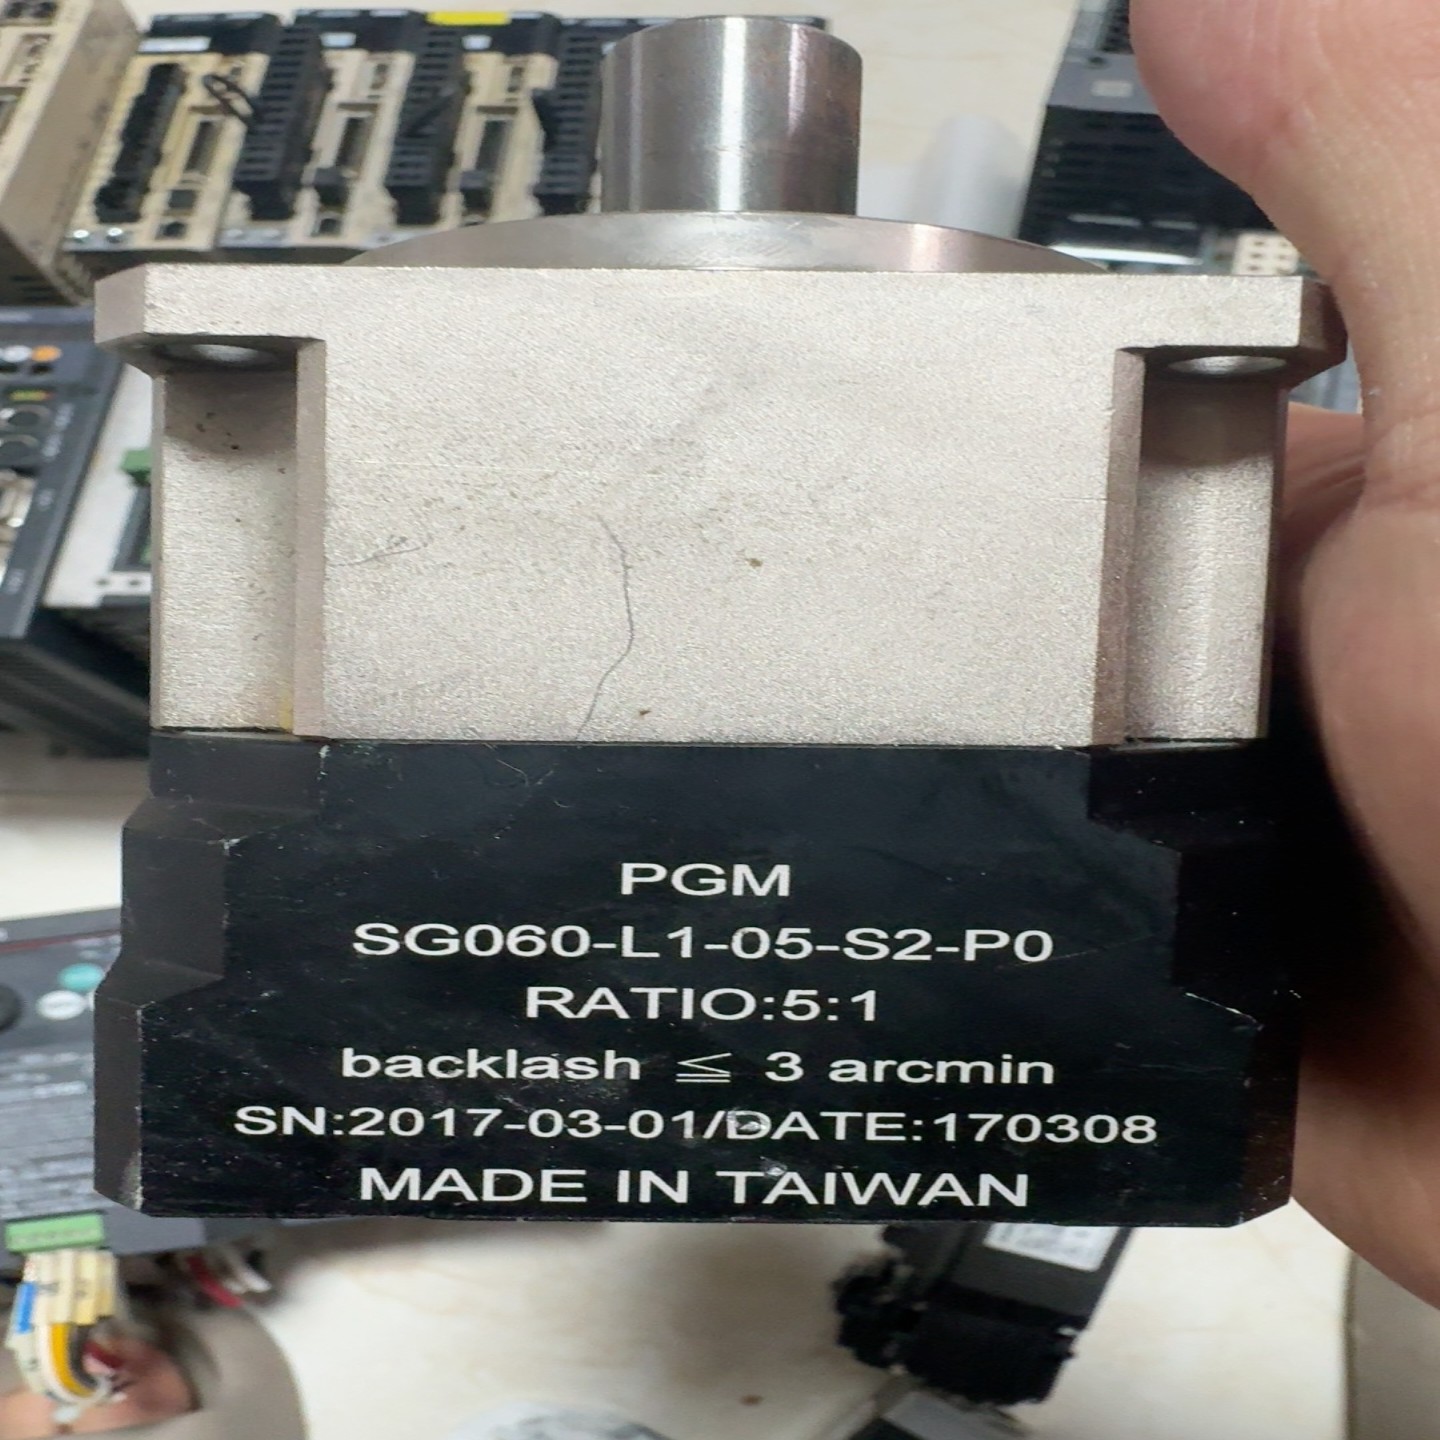 PGM
SG060-L1-05-S2-P0
RATIO:5:1
backlash ≦ 3 arcmin
SN:2017-03-01/DATE:170308
MADE IN TAIWAN